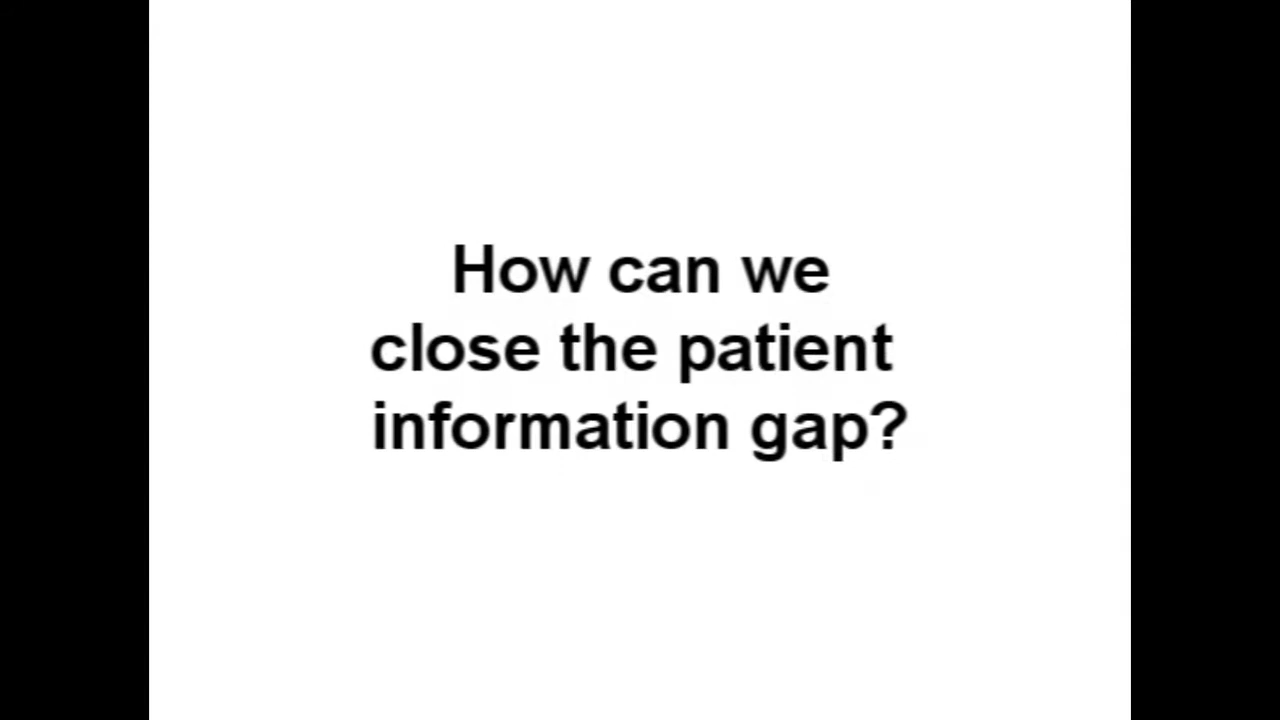 How can we
close the patient
information gap?